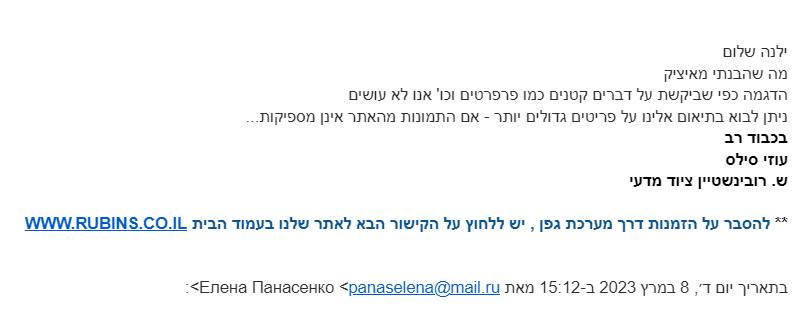 ילנה שלום
מה שהבנתי מאיציק
הדגמה כפי שביקשת על דברים קטנים כמו פרפרטים וכו' אנו לא עושים
ניתן לבוא בתיאום אלינו על פריטים גדולים יותר - אם התמונות מהאתר אינן מספיקות...
בכבוד רב
עוזי סילס
ש. רובינשטיין ציוד מדעי
** להסבר על הזמנות דרך מערכת גפן , יש ללחוץ על הקישור הבא לאתר שלנו בעמוד הבית WWW.RUBINS.CO.IL
בתאריך יום ד׳, 8 במרץ 2023 ב-15:12 מאת Елена Панасенко <panaselena@mail.ru>: